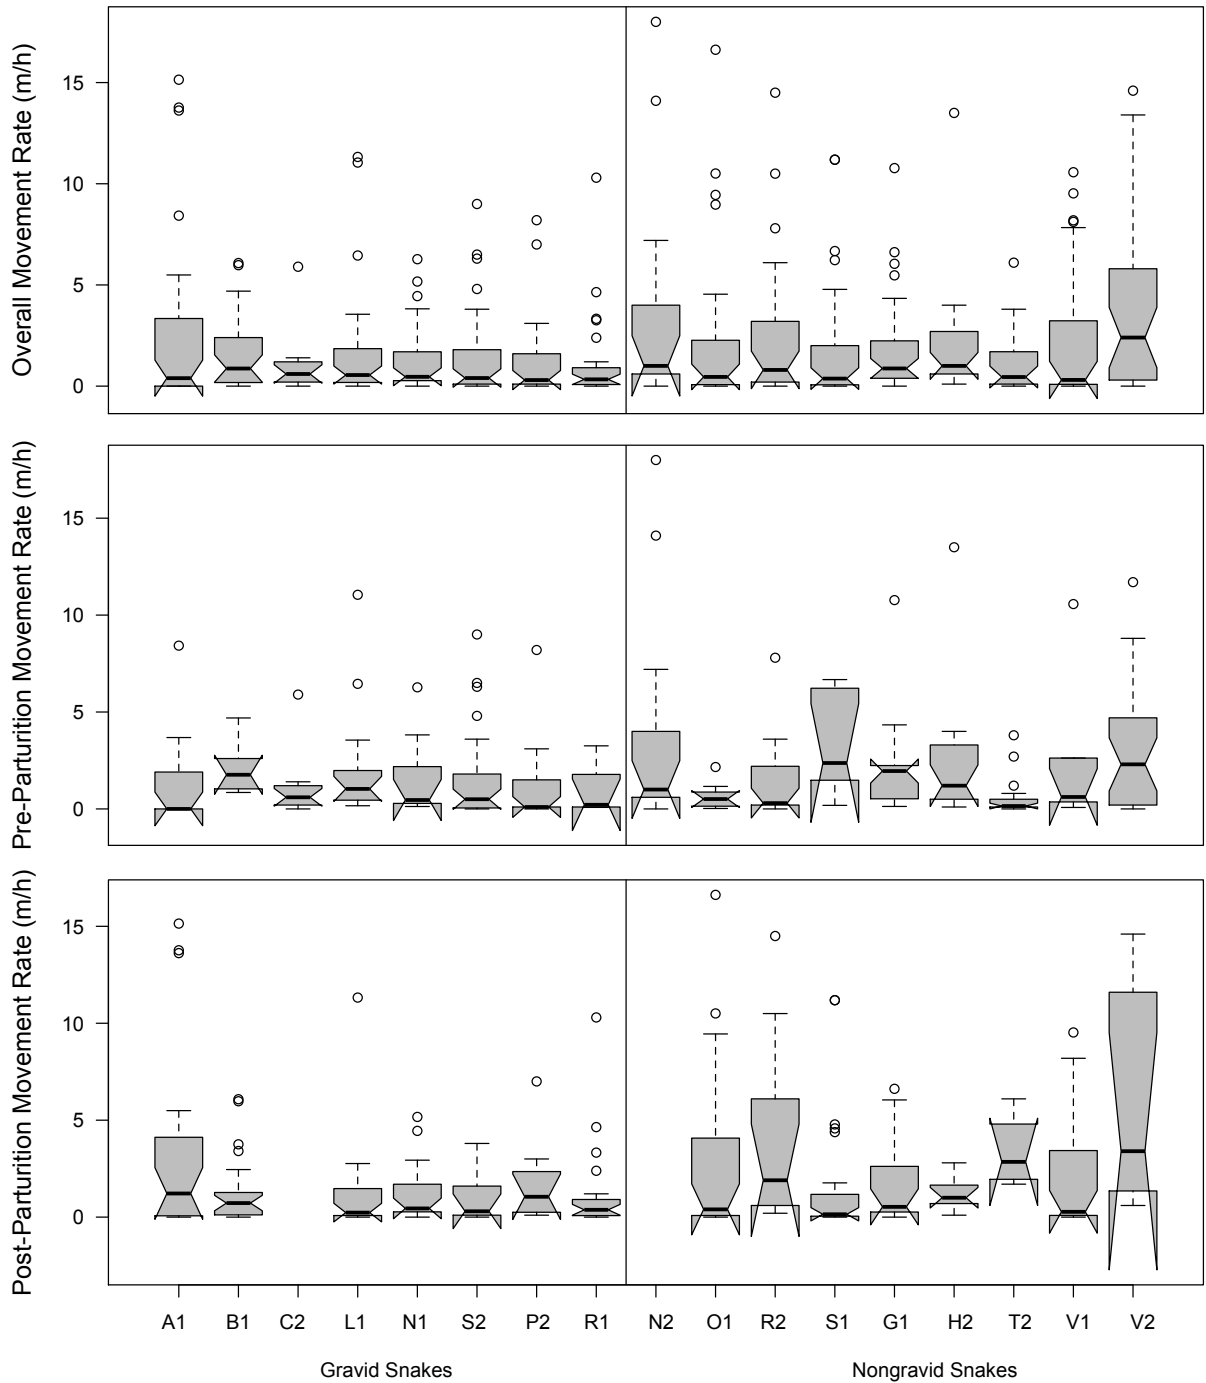 Overall Movement Rate (m/h)
15
10
5
0
Pre-Parturition Movement Rate (m/h)
15
10
5
0
Post-Parturition Movement Rate (m/h)
15
10
5
0
A1 B1 C2 L1 N1 S2 P2 R1 N2 O1 R2 S1 G1 H2 T2 V1 V2
Gravid Snakes Nongravid Snakes